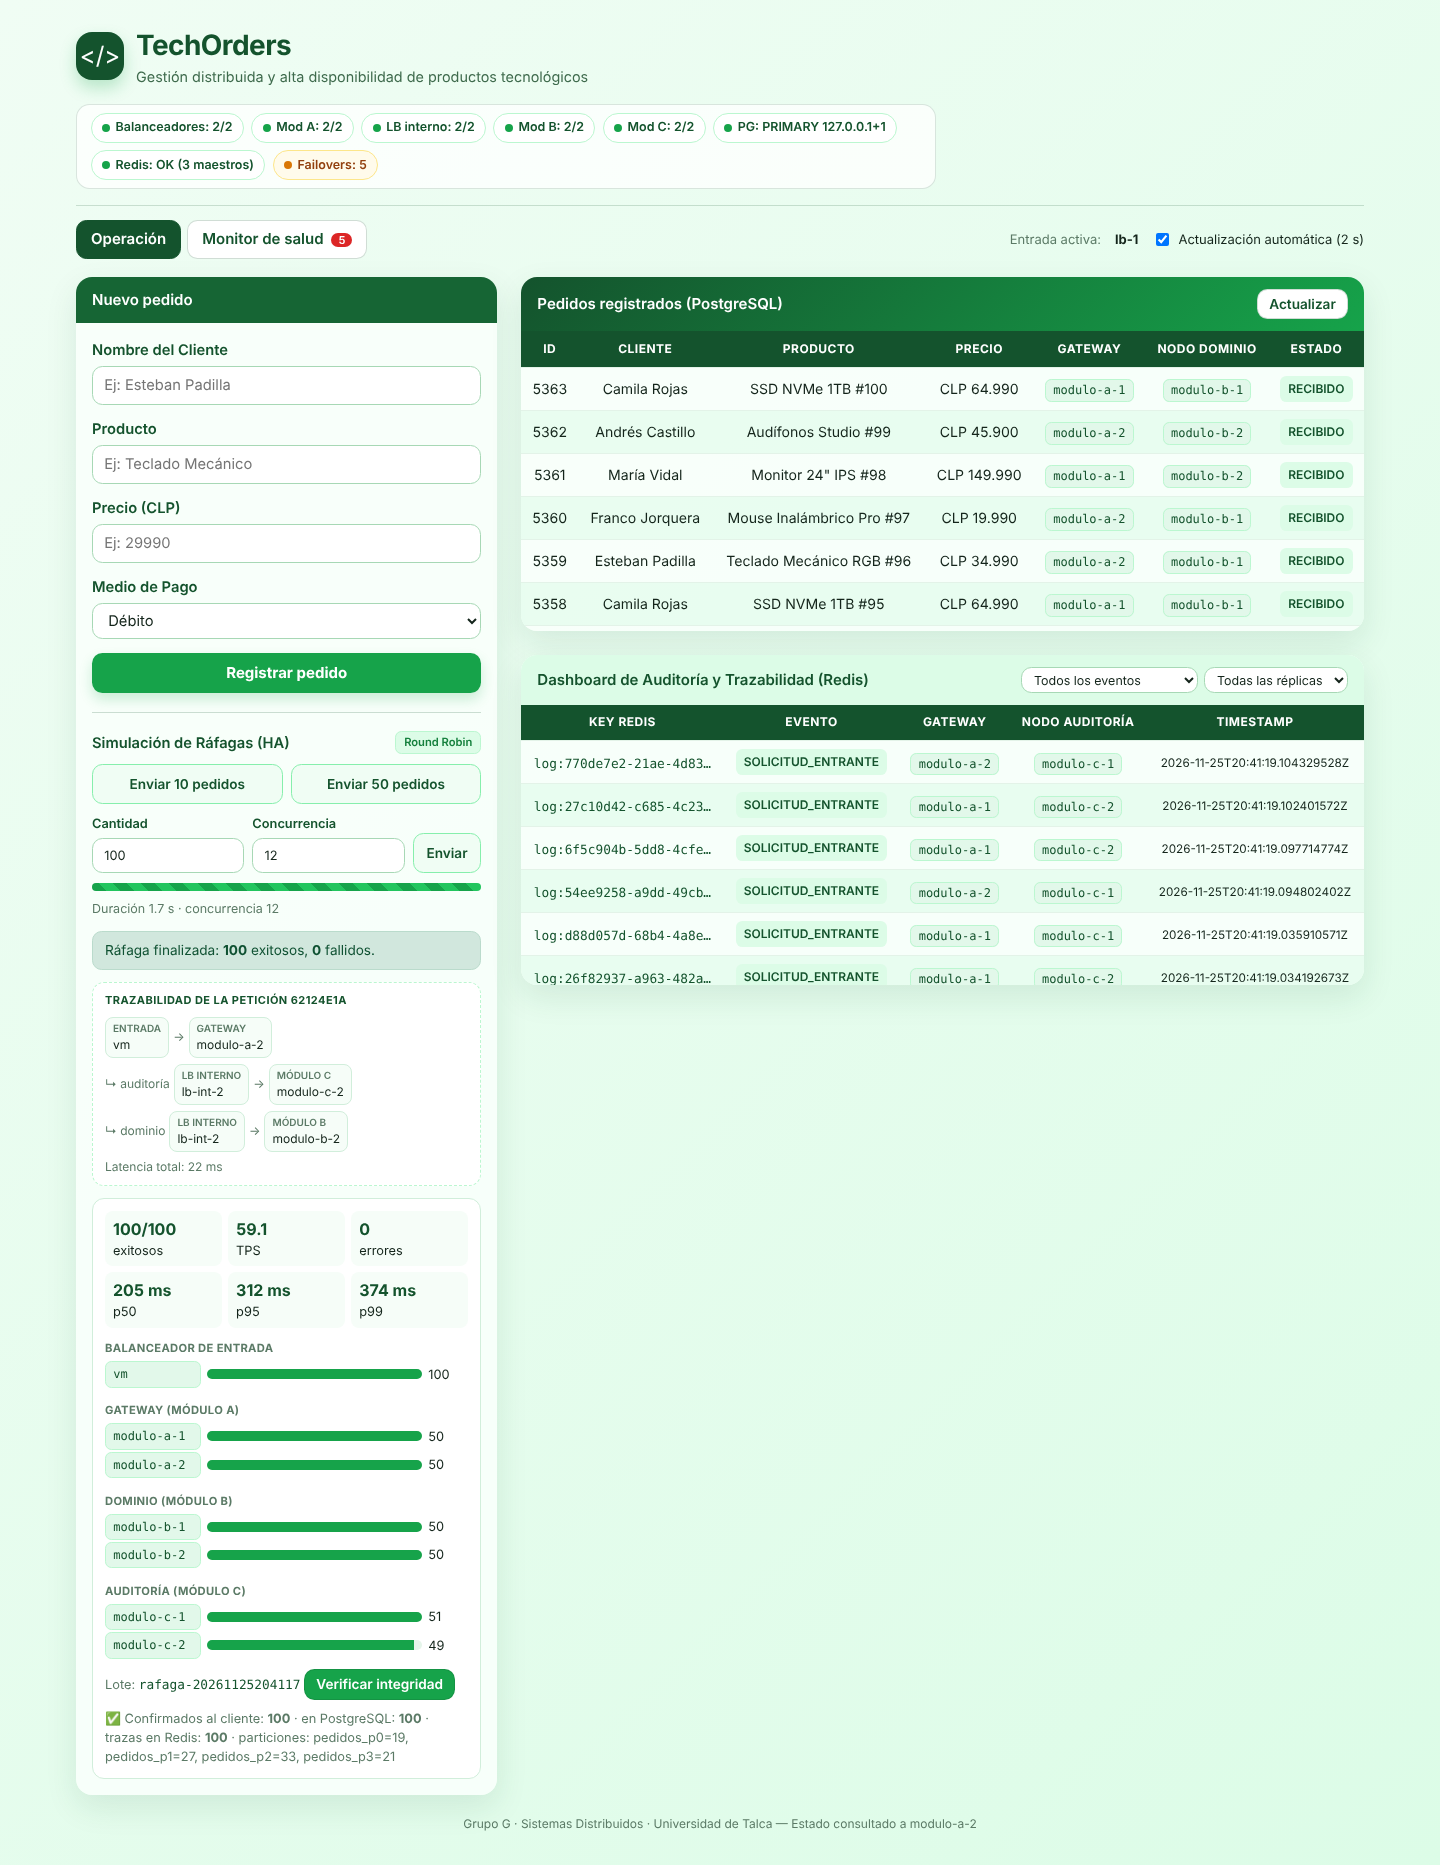 </>
TechOrders
Gestión distribuida y alta disponibilidad de productos tecnológicos
Balanceadores: 2/2 Mod A: 2/2 LB interno: 2/2 Mod B: 2/2 Mod C: 2/2 PG: PRIMARY 127.0.0.1+1
Redis: OK (3 maestros) Failovers: 5
Operación Monitor de salud 5 Entrada activa: lb-1 Actualización automática (2 s)
Nuevo pedido
Nombre del Cliente
Ej: Esteban Padilla
Producto
Ej: Teclado Mecánico
Precio (CLP)
Ej: 29990
Medio de Pago
Débito
Registrar pedido
Simulación de Ráfagas (HA) Round Robin
Enviar 10 pedidos Enviar 50 pedidos
Cantidad Concurrencia
100 12 Enviar
Duración 1.7 s · concurrencia 12
Ráfaga finalizada: 100 exitosos, 0 fallidos.
TRAZABILIDAD DE LA PETICIÓN 62124E1A
ENTRADA GATEWAY
vm → modulo-a-2
LB INTERNO MÓDULO C
↳ auditoría lb-int-2 → modulo-c-2
LB INTERNO MÓDULO B
↳ dominio lb-int-2 → modulo-b-2
Latencia total: 22 ms
100/100 59.1 0
exitosos TPS errores
205 ms 312 ms 374 ms
p50 p95 p99
BALANCEADOR DE ENTRADA
vm 100
GATEWAY (MÓDULO A)
modulo-a-1 50
modulo-a-2 50
DOMINIO (MÓDULO B)
modulo-b-1 50
modulo-b-2 50
AUDITORÍA (MÓDULO C)
modulo-c-1 51
modulo-c-2 49
Lote: rafaga-20261125204117 Verificar integridad
✅ Confirmados al cliente: 100 · en PostgreSQL: 100 ·
trazas en Redis: 100 · particiones: pedidos_p0=19,
pedidos_p1=27, pedidos_p2=33, pedidos_p3=21
Pedidos registrados (PostgreSQL) Actualizar
ID CLIENTE PRODUCTO PRECIO GATEWAY NODO DOMINIO ESTADO
5363 Camila Rojas SSD NVMe 1TB #100 CLP 64.990 modulo-a-1 modulo-b-1 RECIBIDO
5362 Andrés Castillo Audífonos Studio #99 CLP 45.900 modulo-a-2 modulo-b-2 RECIBIDO
5361 María Vidal Monitor 24" IPS #98 CLP 149.990 modulo-a-1 modulo-b-2 RECIBIDO
5360 Franco Jorquera Mouse Inalámbrico Pro #97 CLP 19.990 modulo-a-2 modulo-b-1 RECIBIDO
5359 Esteban Padilla Teclado Mecánico RGB #96 CLP 34.990 modulo-a-2 modulo-b-1 RECIBIDO
5358 Camila Rojas SSD NVMe 1TB #95 CLP 64.990 modulo-a-1 modulo-b-1 RECIBIDO
Dashboard de Auditoría y Trazabilidad (Redis) Todos los eventos Todas las réplicas
KEY REDIS EVENTO GATEWAY NODO AUDITORÍA TIMESTAMP
log:770de7e2-21ae-4d83… SOLICITUD_ENTRANTE modulo-a-2 modulo-c-1 2026-11-25T20:41:19.104329528Z
log:27c10d42-c685-4c23… SOLICITUD_ENTRANTE modulo-a-1 modulo-c-2 2026-11-25T20:41:19.102401572Z
log:6f5c904b-5dd8-4cfe… SOLICITUD_ENTRANTE modulo-a-1 modulo-c-2 2026-11-25T20:41:19.097714774Z
log:54ee9258-a9dd-49cb… SOLICITUD_ENTRANTE modulo-a-2 modulo-c-1 2026-11-25T20:41:19.094802402Z
log:d88d057d-68b4-4a8e… SOLICITUD_ENTRANTE modulo-a-1 modulo-c-1 2026-11-25T20:41:19.035910571Z
log:26f82937-a963-482a… SOLICITUD_ENTRANTE modulo-a-1 modulo-c-2 2026-11-25T20:41:19.034192673Z
Grupo G · Sistemas Distribuidos · Universidad de Talca — Estado consultado a modulo-a-2